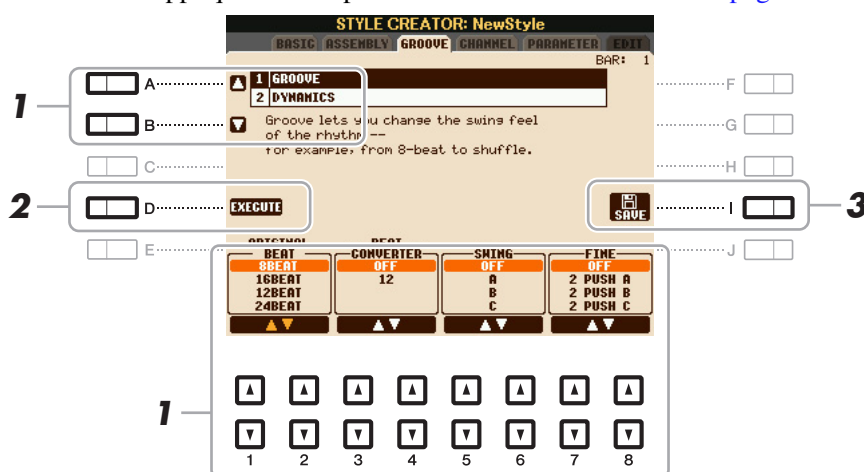 STYLE CREATOR: NewStyle
BASIC ASSEMBLY GROOVE CHANNEL PARAMETER EDIT
BAR: 1
1 GROOVE
2 DYNAMICS
Groove lets you change the swing feel
of the rhythm --
for example, from 8-beat to shuffle.
A
B
C
D
E
F
G
H
I
J
1
2
3
EXECUTE
SAVE
ORIGINAL BEAT
BEAT CONVERTER SWING FINE
8BEAT OFF OFF OFF
16BEAT 12 A 2 PUSH A
12BEAT B 2 PUSH B
24BEAT C 2 PUSH C
1
1 2 3 4 5 6 7 8